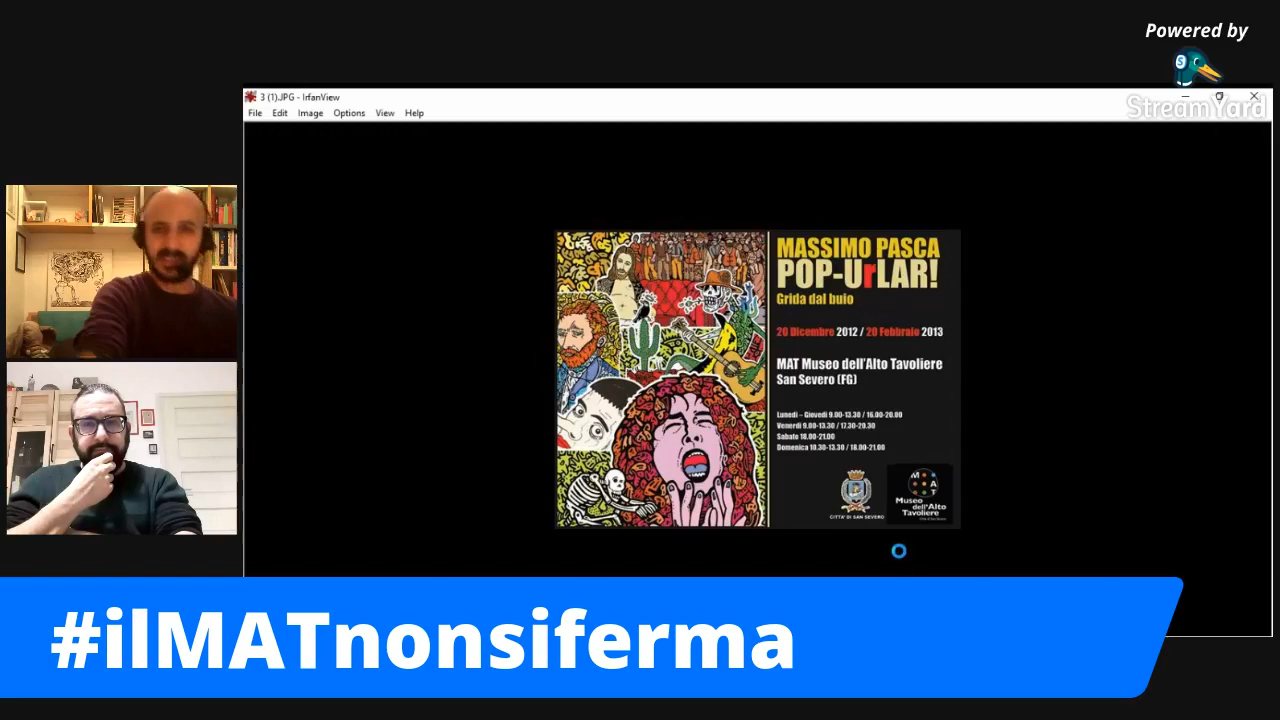 Powered by
StreamYard
3 (1).JPG - IrfanView
File Edit Image Options View Help
MASSIMO PASCA
POP-UrLAR!
Grida dal buio
20 Dicembre 2012 / 20 Febbraio 2013
MAT Museo dell'Alto Tavoliere
San Severo (FG)
Lunedì - Giovedì 9.00-13.30 / 16.00-20.00
Venerdì 9.00-13.30 / 17.30-20.30
Sabato 18.00-21.00
Domenica 10.30-13.30 / 18.00-21.00
CITTA' DI SAN SEVERO
M A T
Museo
dell'Alto
Tavoliere
#ilMATnonsiferma